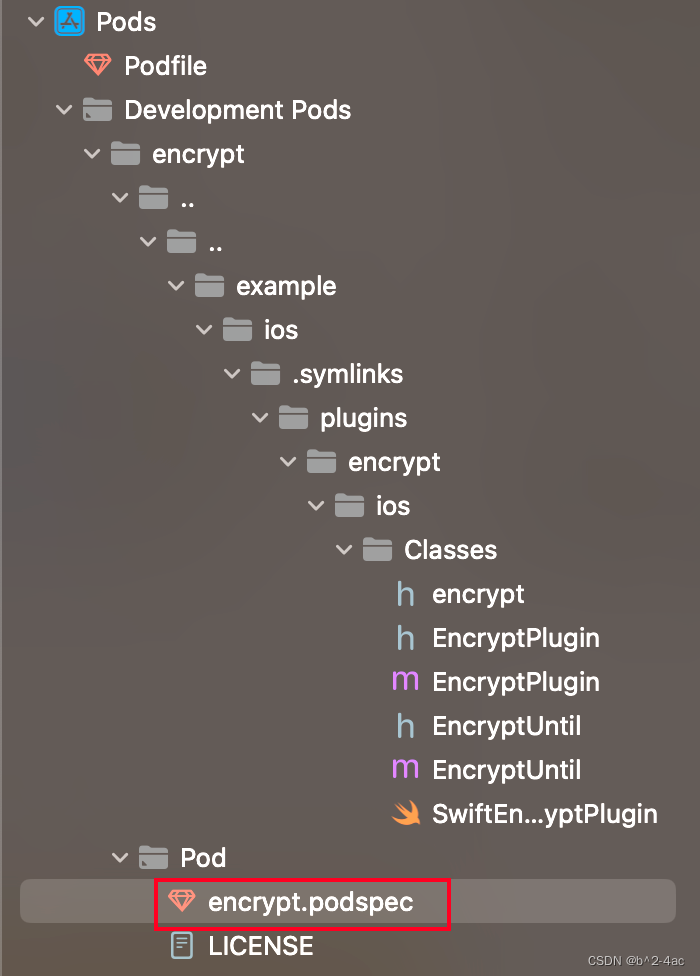 Pods
Podfile
Development Pods
encrypt
..
..
example
ios
.symlinks
plugins
encrypt
ios
Classes
h encrypt
h EncryptPlugin
m EncryptPlugin
h EncryptUntil
m EncryptUntil
SwiftEn...yptPlugin
Pod
encrypt.podspec
LICENSE
CSDN @b^2-4ac